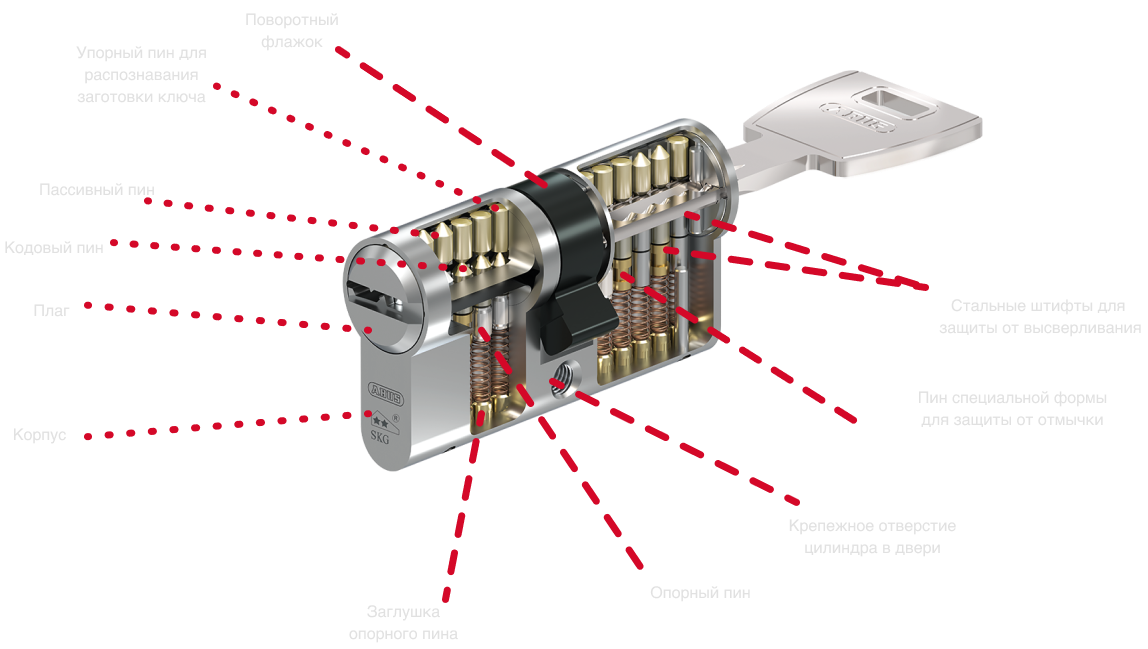 Поворотный
флажок
Упорный пин для
распознавания
заготовки ключа
ABUS
Пассивный пин
Кодовый пин
Плаг
Стальные штифты для
защиты от высверливания
ABUS
®
SKG
Корпус
Пин специальной формы
для защиты от отмычки
Крепежное отверстие
цилиндра в двери
Опорный пин
Заглушка
опорного пина